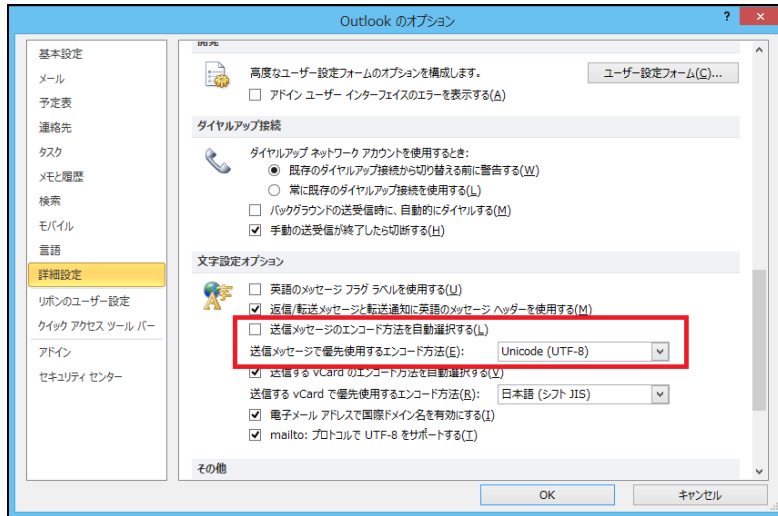 Outlook のオプション
?
×
基本設定
メール
予定表
連絡先
タスク
メモと履歴
検索
モバイル
言語
詳細設定
リボンのユーザー設定
クイック アクセス ツール バー
アドイン
セキュリティ センター
開発
高度なユーザー設定フォームのオプションを構成します。
ユーザー設定フォーム(C)...
アドイン ユーザー インターフェイスのエラーを表示する(A)
ダイヤルアップ接続
ダイヤルアップ ネットワーク アカウントを使用するとき:
既存のダイヤルアップ接続から切り替える前に警告する(W)
常に既存のダイヤルアップ接続を使用する(L)
バックグラウンドの送受信時に、自動的にダイヤルする(M)
手動の送受信が終了したら切断する(H)
文字設定オプション
英語のメッセージ フラグ ラベルを使用する(U)
返信/転送メッセージと転送通知に英語のメッセージ ヘッダーを使用する(M)
送信メッセージのエンコード方法を自動選択する(L)
送信メッセージで優先使用するエンコード方法(E): Unicode (UTF-8)
送信する vCard のエンコード方法を自動選択する(V)
送信する vCard で優先使用するエンコード方法(R): 日本語 (シフト JIS)
電子メール アドレスで国際ドメイン名を有効にする(I)
mailto: プロトコルで UTF-8 をサポートする(T)
その他
OK
キャンセル